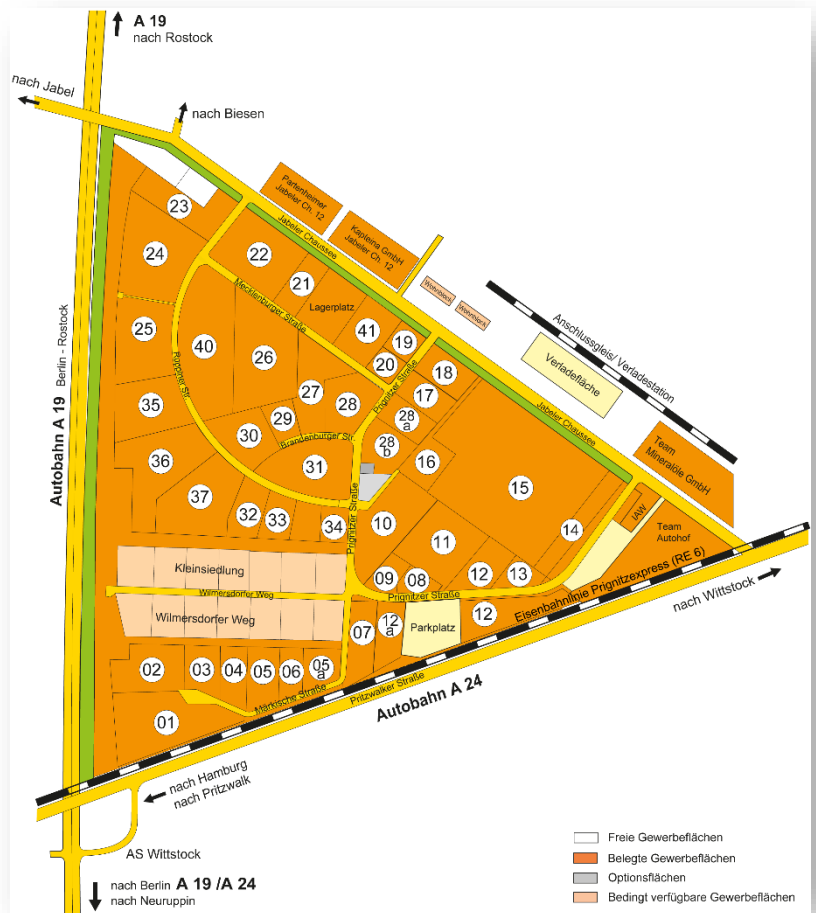 A 19
nach Rostock
nach Jabel
nach Biesen
Partenheimer
Jabeler Ch. 12
Kapleina GmbH
Jabeler Ch. 12
Jabeler Chaussee
Wohnblock
Wohnblock
Anschlussgleis/ Verladestation
Verladefläche
Jabeler Chaussee
Team
Mineralöle GmbH
IAW
Team
Autohof
Eisenbahnlinie Prignitzexpress (RE 6)
nach Wittstock
23
24
22
21
Lagerplatz
Mecklenburger Straße
41
19
20
18
17
25
40
26
27
28
28
a
28
b
16
15
14
Ruppiner Str.
Prignitzer Straße
35
36
37
30
29
Brandenburger Str.
31
32
33
34
Prignitzer Straße
10
11
09
08
12
13
Prignitzer Straße
Kleinsiedlung
Wilmersdorfer Weg
Wilmersdorfer Weg
07
12
a
Parkplatz
12
02
03
04
05
06
05
a
01
Märkische Straße
Pritzwalker Straße
Autobahn A 24
Autobahn A 19 Berlin - Rostock
nach Hamburg
nach Pritzwalk
AS Wittstock
nach Berlin A 19 /A 24
nach Neuruppin
Freie Gewerbeflächen
Belegte Gewerbeflächen
Optionsflächen
Bedingt verfügbare Gewerbeflächen